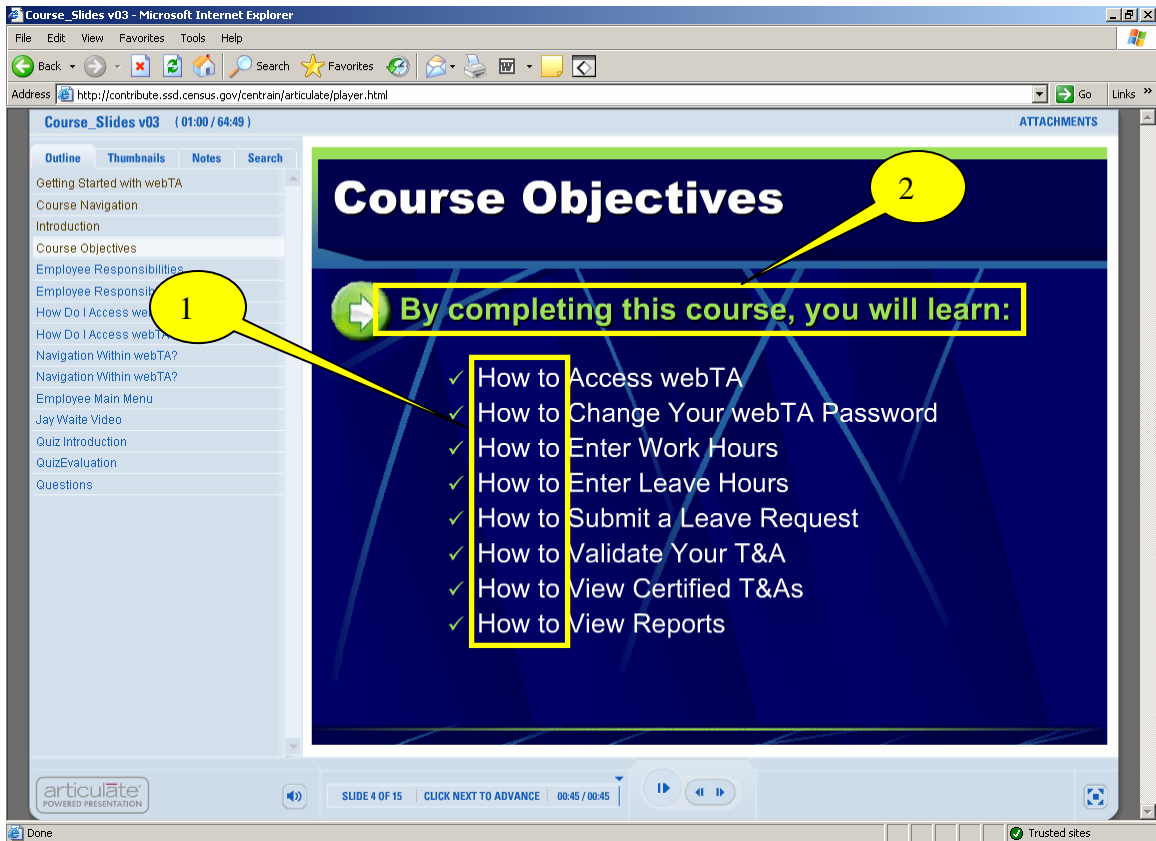 Course_Slides v03 - Microsoft Internet Explorer
File Edit View Favorites Tools Help
Back Search Favorites
Address http://contribute.ssd.census.gov/centrain/articulate/player.html Go Links »
Course_Slides v03 ( 01:00 / 64:49 ) ATTACHMENTS
Outline Thumbnails Notes Search
Getting Started with webTA
Course Navigation
Introduction
Course Objectives
Employee Responsibilities
Employee
How Do I Access
How Do I Access webTA
Navigation Within webTA?
Navigation Within webTA?
Employee Main Menu
Jay Waite Video
Quiz Introduction
QuizEvaluation
Questions
1
2
Course Objectives
By completing this course, you will learn:
How to Access webTA
How to Change Your webTA Password
How to Enter Work Hours
How to Enter Leave Hours
How to Submit a Leave Request
How to Validate Your T&A
How to View Certified T&As
How to View Reports
articulate
POWERED PRESENTATION
SLIDE 4 OF 15 CLICK NEXT TO ADVANCE 00:45 / 00:45
Done Trusted sites